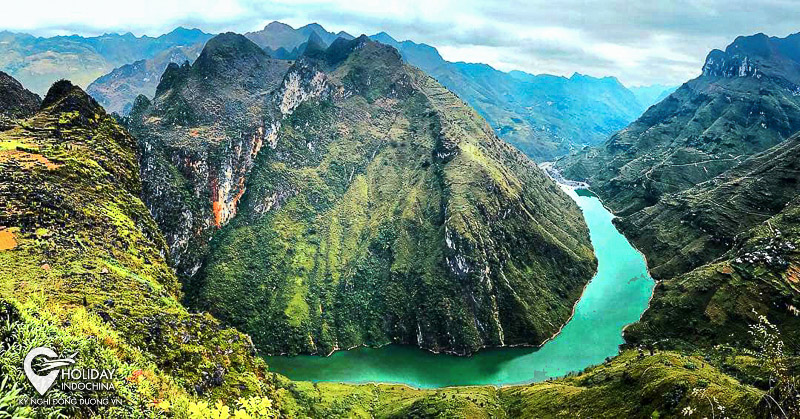 HOLIDAY
INDOCHINA
KỲ NGHỈ ĐÔNG DƯƠNG.VN